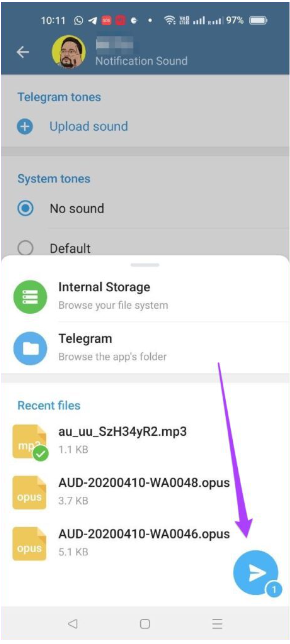 10:11 97%
Notification Sound
Telegram tones
Upload sound
System tones
No sound
Default
Internal Storage
Browse your file system
Telegram
Browse the app's folder
Recent files
mp3
au_uu_SzH34yR2.mp3
1.1 KB
opus
AUD-20200410-WA0048.opus
3.7 KB
opus
AUD-20200410-WA0046.opus
5.1 KB
1